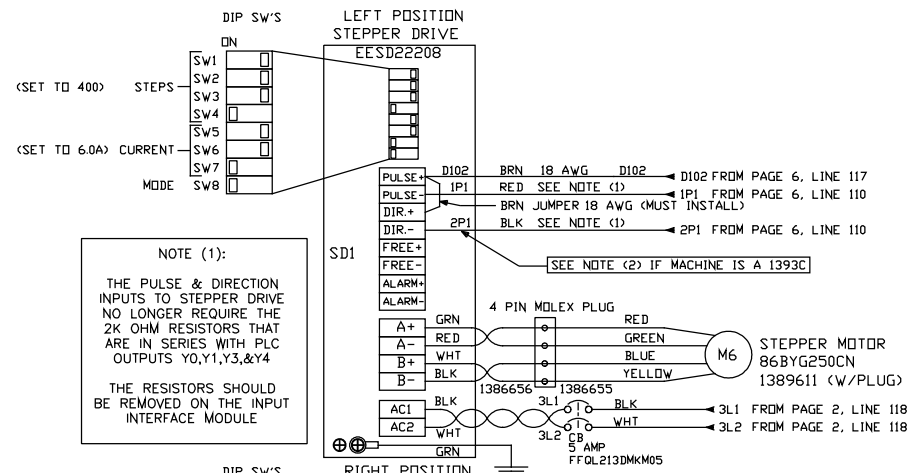 DIP SW'S
LEFT POSITION
STEPPER DRIVE
ON
EESD22208
SW1
SW2
(SET TO 400) STEPS
SW3
SW4
SW5
(SET TO 6.0A) CURRENT
SW6
SW7
MODE SW8
PULSE+ D102 BRN 18 AWG D102 D102 FROM PAGE 6, LINE 117
PULSE- 1P1 RED SEE NOTE (1) 1P1 FROM PAGE 6, LINE 110
DIR.+ BRN JUMPER 18 AWG (MUST INSTALL)
DIR.- 2P1 BLK SEE NOTE (1) 2P1 FROM PAGE 6, LINE 110
FREE+
SD1
FREE- SEE NOTE (2) IF MACHINE IS A 1393C
ALARM+
ALARM-
NOTE (1):
THE PULSE & DIRECTION
INPUTS TO STEPPER DRIVE
NO LONGER REQUIRE THE
2K OHM RESISTORS THAT
ARE IN SERIES WITH PLC
OUTPUTS Y0,Y1,Y3,&Y4
THE RESISTORS SHOULD
BE REMOVED ON THE INPUT
INTERFACE MODULE
4 PIN MOLEX PLUG
A+ GRN RED
A- RED GREEN
B+ WHT BLUE
B- BLK YELLOW
1386656 1386655
M6
STEPPER MOTOR
86BYG250CN
1389611 (W/PLUG)
AC1 BLK 3L1 BLK 3L1 FROM PAGE 2, LINE 118
AC2 WHT 3L2 WHT 3L2 FROM PAGE 2, LINE 118
CB
5 AMP
FFQL213DMKM05
GRN
DIP SW'S
RIGHT POSITION